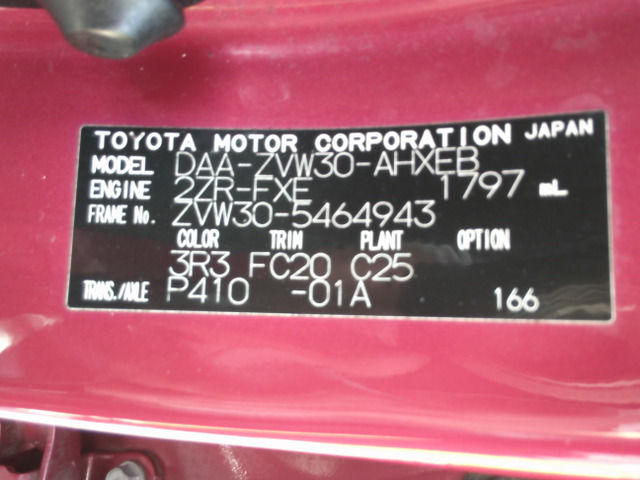 TOYOTA MOTOR CORPORATION JAPAN
MODEL DAA-ZVW30-AHXEB
ENGINE 2ZR-FXE 1797 mL
FRAME No. ZVW30-5464943
COLOR TRIM PLANT OPTION
3R3 FC20 C25
TRANS./AXLE P410 -01A 166